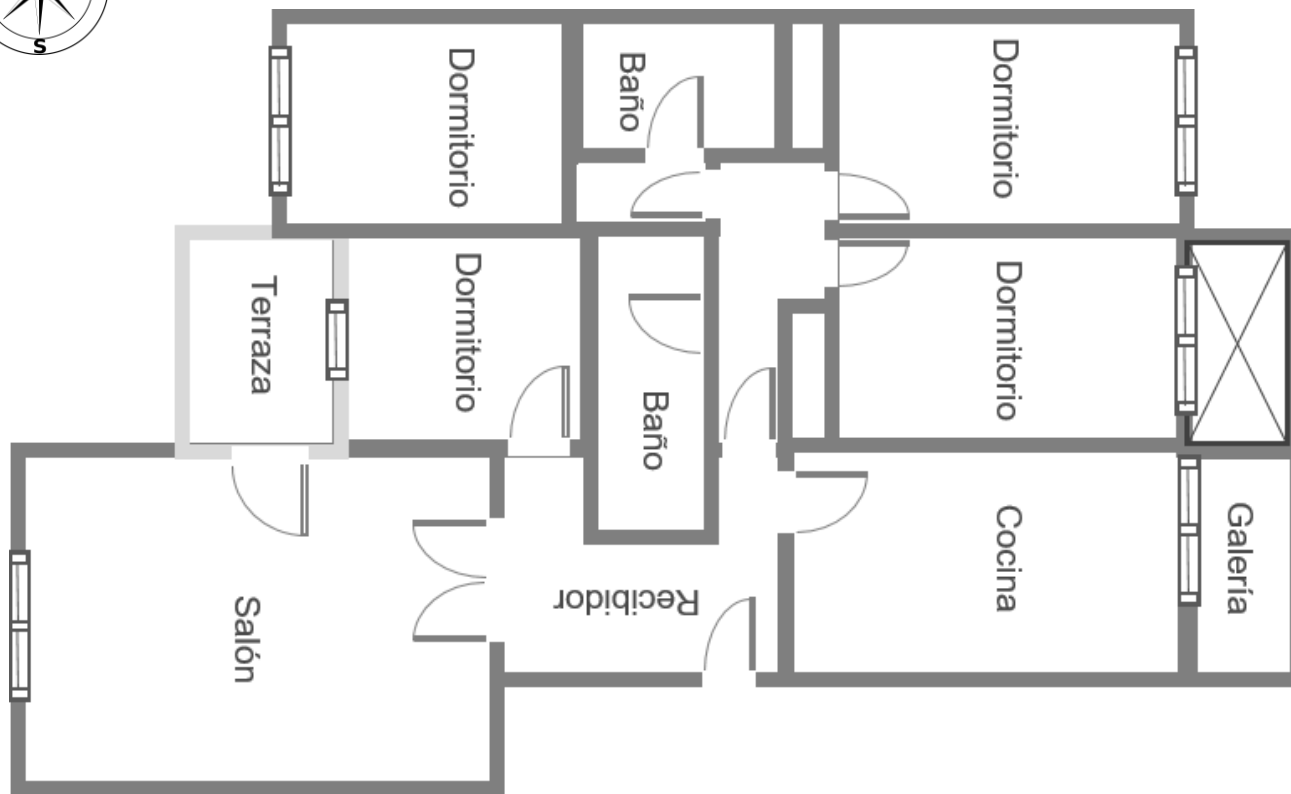 S
Dormitorio
Baño
Dormitorio
Terraza
Dormitorio
Baño
Dormitorio
Salón
Recibidor
Cocina
Galería